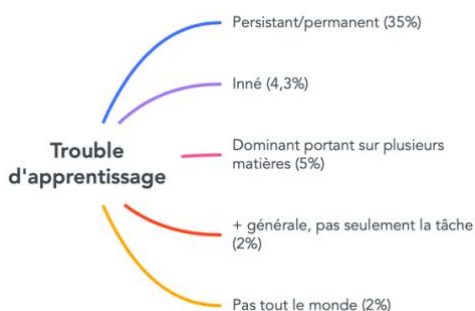 Persistant/permanent (35%)
Inné (4,3%)
Trouble
d'apprentissage
Dominant portant sur plusieurs
matières (5%)
+ générale, pas seulement la tâche
(2%)
Pas tout le monde (2%)